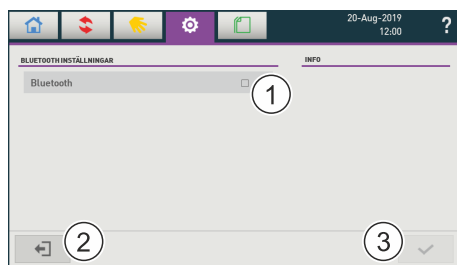 20-Aug-2019
12:00
?
BLUETOOTH INSTÄLLNINGAR
INFO
Bluetooth
1
2
3